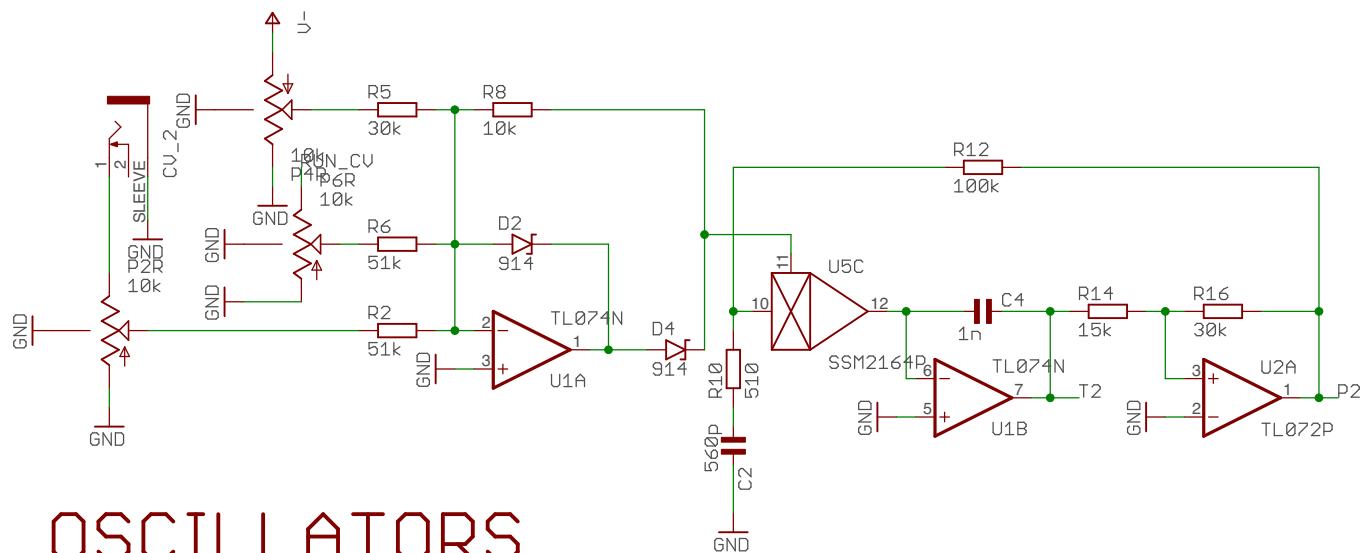 V-
GND
R5
30k
R8
10k
1
2
SLEEVE
CV_2
GND
10k
P4R
RUN_CV
P6R
10k
GND
GND
R6
51k
D2
914
GND
GND
P2R
10k
GND
R2
51k
2
3
1
TL074N
U1A
GND
D4
914
GND
R12
100k
11
10
12
U5C
SSM2164P
R10
510
560p
C2
GND
C4
1n
6
5
7
TL074N
U1B
GND
T2
R14
15k
R16
30k
3
2
1
U2A
TL072P
GND
P2
OSCILLATORS